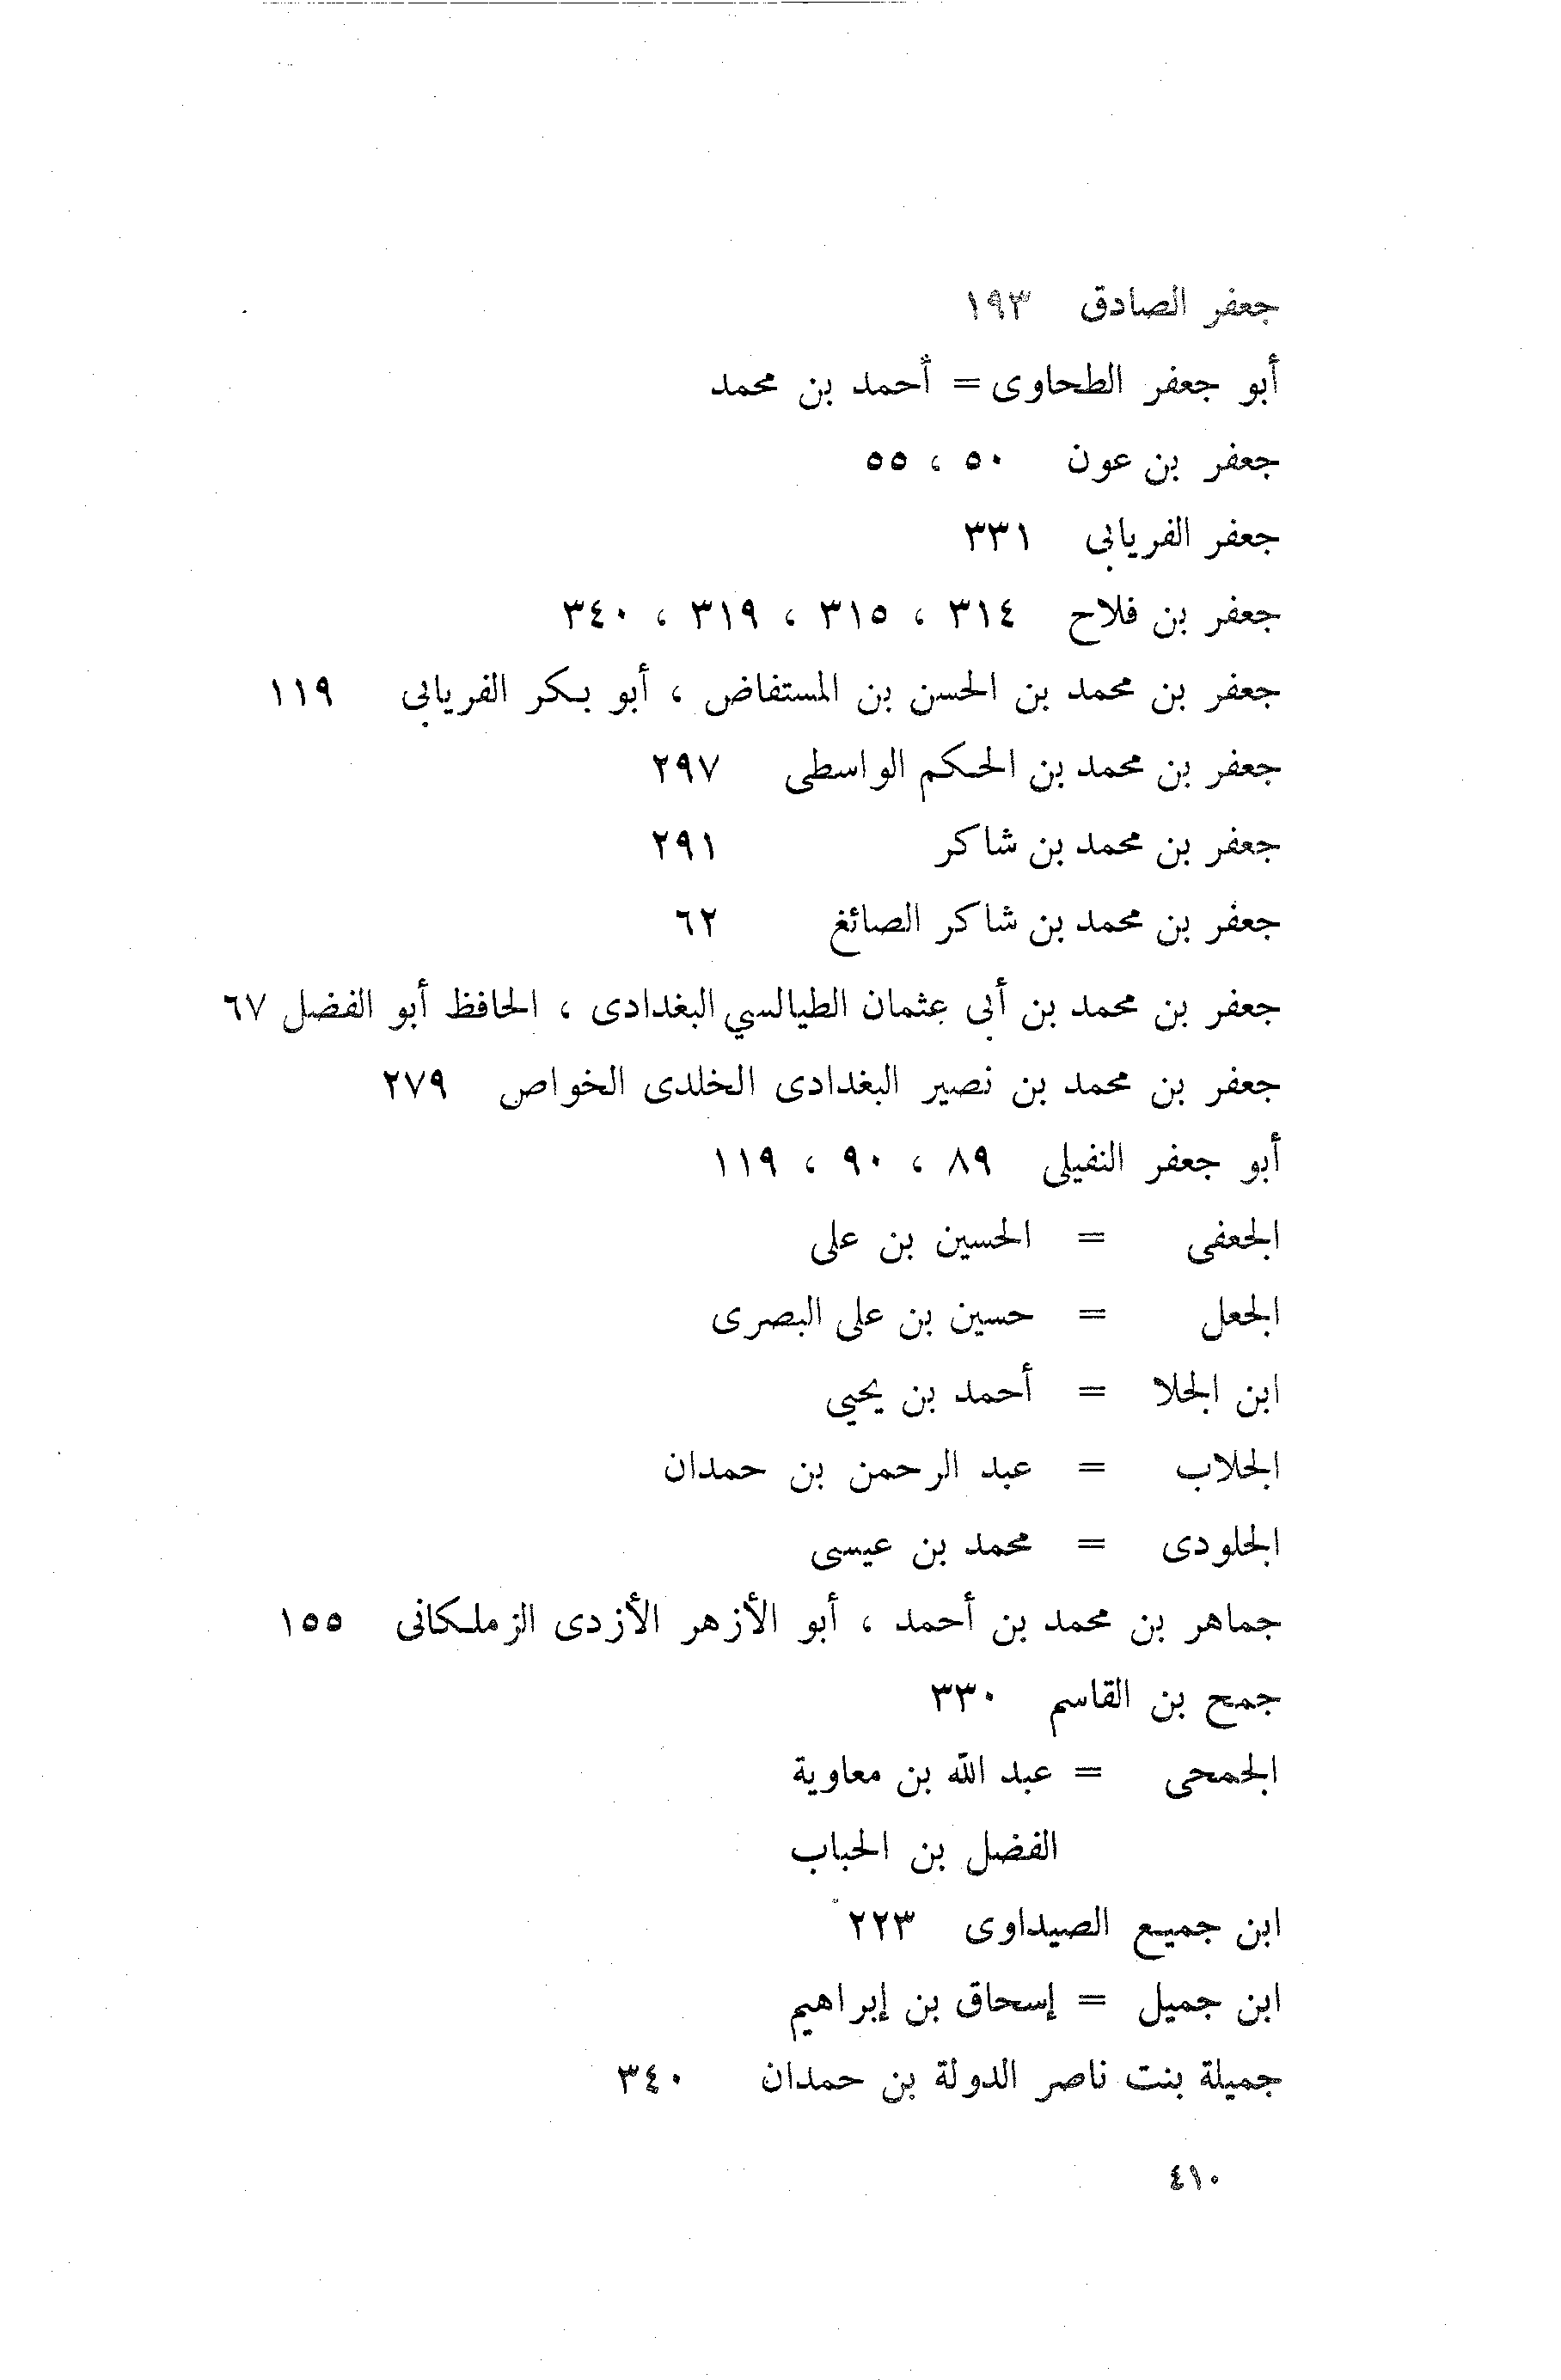 جعفر الصادق ١٩٣
أبو جعفر الطحاوى = أحمد بن محمد
جعفر بن عون ٥٠ ، ٥٥
جعفر الفريابى ٣٣١
جعفر بن فلاح ٣١٤ ، ٣١٥ ، ٣١٩ ، ٣٤٠
جعفر بن محمد بن الحسن بن المستفاض ، أبو بكر الفريابى ١١٩
جعفر بن محمد بن الحكم الواسطى ٢٩٧
جعفر بن محمد بن شاكر ٢٩١
جعفر بن محمد بن شاكر الصائغ ٦٢
جعفر بن محمد بن أبى عثمان الطيالسي البغدادى ، الحافظ أبو الفضل ٦٧
جعفر بن محمد بن نصير البغدادى الخلدى الخواص ٢٧٩
أبو جعفر النفيلى ٨٩ ، ٩٠ ، ١١٩
الجعفى = الحسين بن على
الجعل = حسين بن على البصرى
ابن الجلا = أحمد بن يحيى
الجلاب = عبد الرحمن بن حمدان
الجلودى = محمد بن عيسى
جماهر بن محمد بن أحمد ، أبو الأزهر الأزدى الزملكانى ١٥٥
جمح بن القاسم ٣٣٠
الجمحى = عبد الله بن معاوية
الفضل بن الحباب
ابن جميع الصيداوى ٢٢٣
ابن جميل = إسحاق بن إبراهيم
جميلة بنت ناصر الدولة بن حمدان ٣٤٠
٤١٠